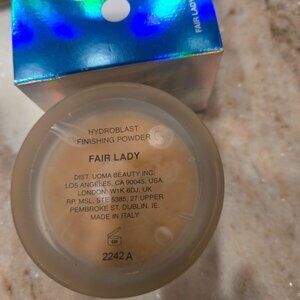 FAIR LADY
HYDROBLAST
FINISHING POWDER
FAIR LADY
DIST. UOMA BEAUTY INC.
LOS ANGELES, CA 90045. USA.
LONDON, W1K 6DJ, UK
RP. MSL, STE 5385, 27 UPPER
PEMBROKE ST, DUBLIN, IE.
MADE IN ITALY
2242 A